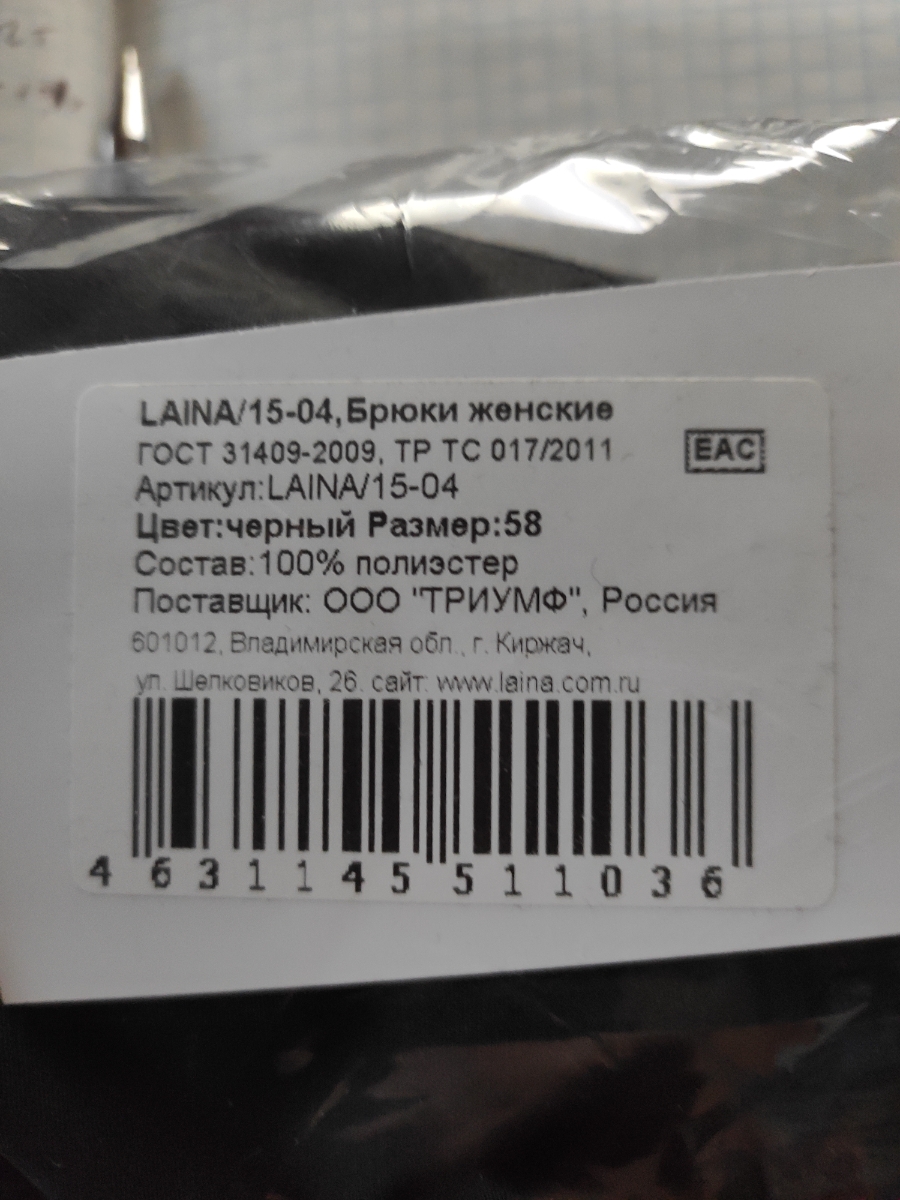 LAINA/15-04,Брюки женские
ГОСТ 31409-2009, ТР ТС 017/2011
EAC
Артикул:LAINA/15-04
Цвет:черный Размер:58
Состав:100% полиэстер
Поставщик: ООО "ТРИУМФ", Россия
601012, Владимирская обл., г. Киржач,
ул. Шелковиков, 26. сайт: www.laina.com.ru
4 631145 511036